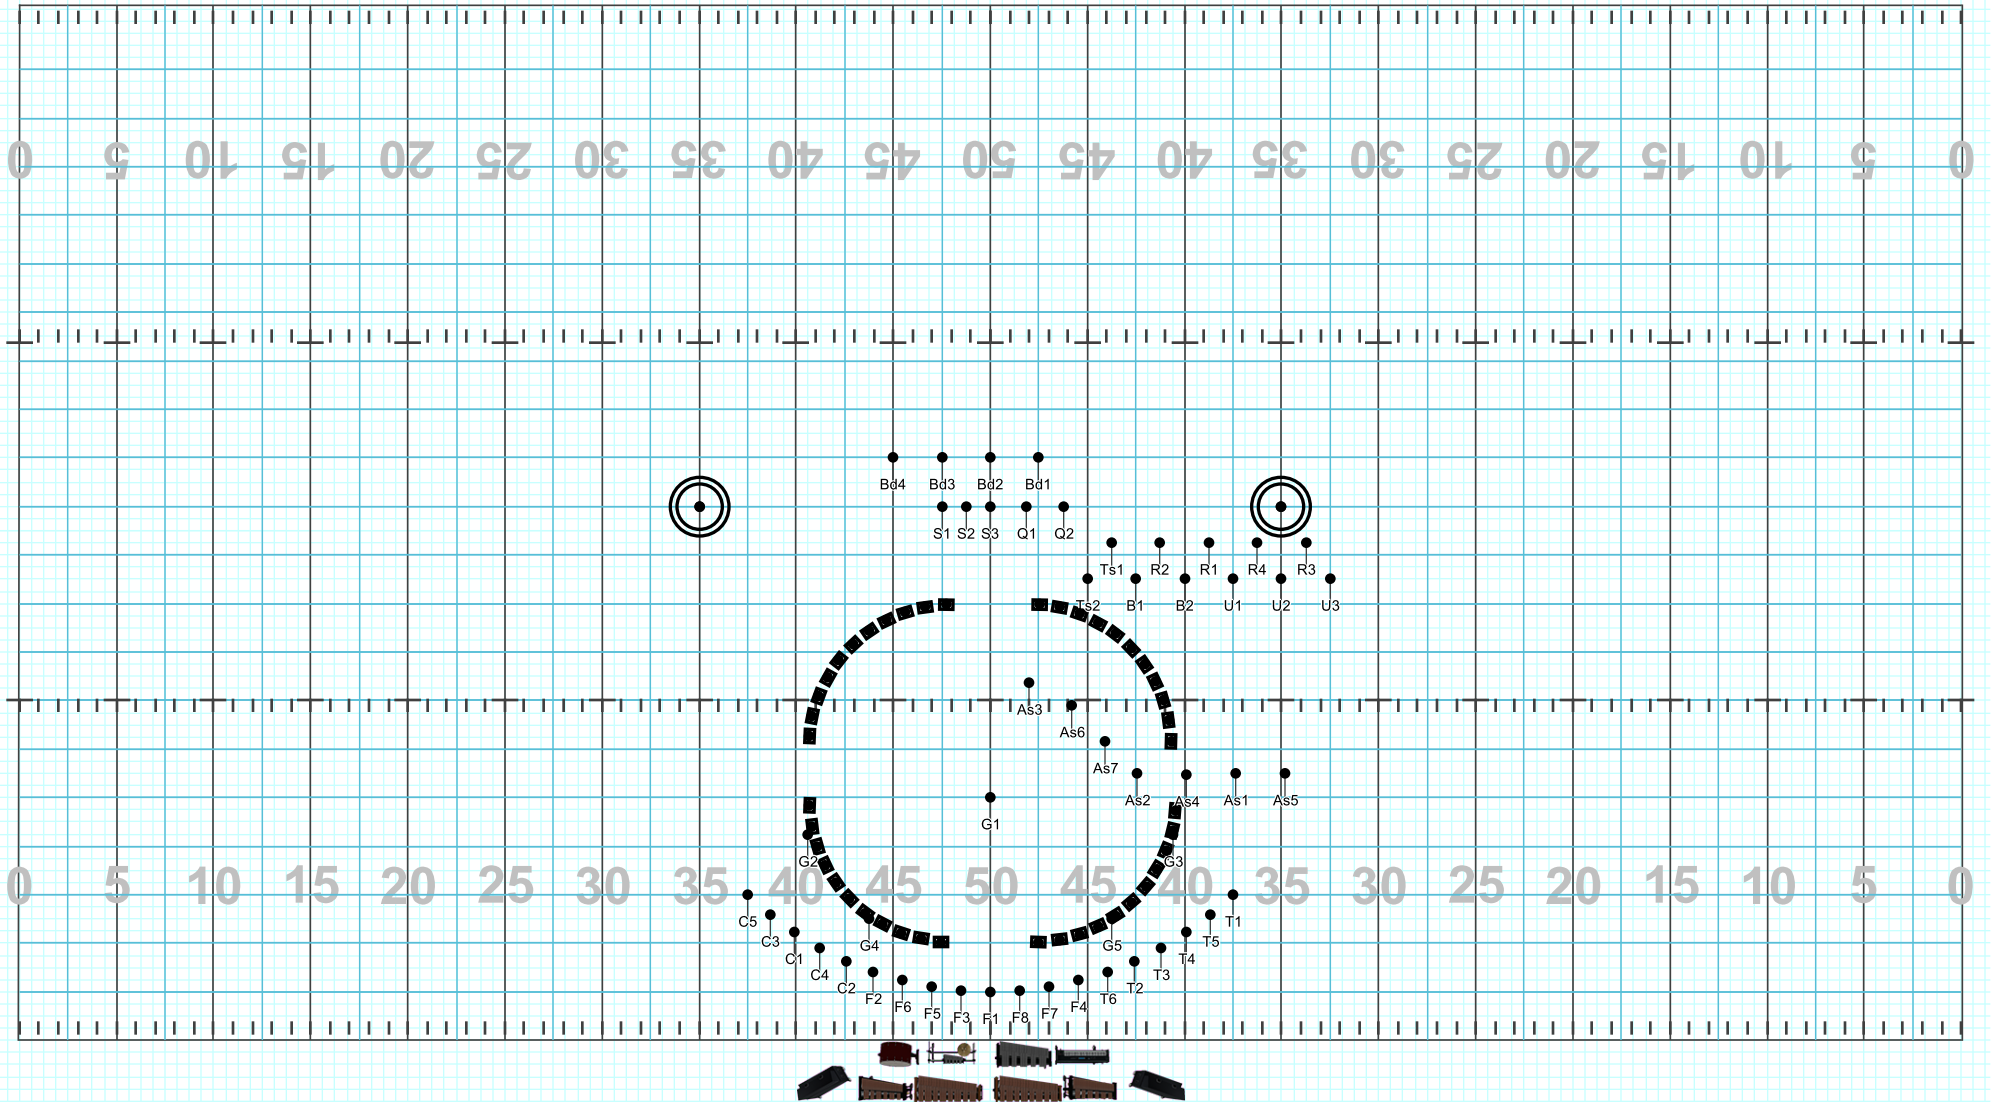 0 5 10 15 20 25 30 35 40 45 50 45 40 35 30 25 20 15 10 5 0
Bd4 Bd3 Bd2 Bd1
S1 S2 S3 Q1 Q2
Ts1 R2 R1 R4 R3
Ts2 B1 B2 U1 U2 U3
As3
As6
As7
As2 As4 As1 As5
G1
G2 G3
0 5 10 15 20 25 30 35 40 45 50 45 40 35 30 25 20 15 10 5 0
C5 T1
C3 T5
G4 G5
C1 T4
C4 T3
C2 T2
F2 T6
F6 F4
F5 F7
F3 F1 F8